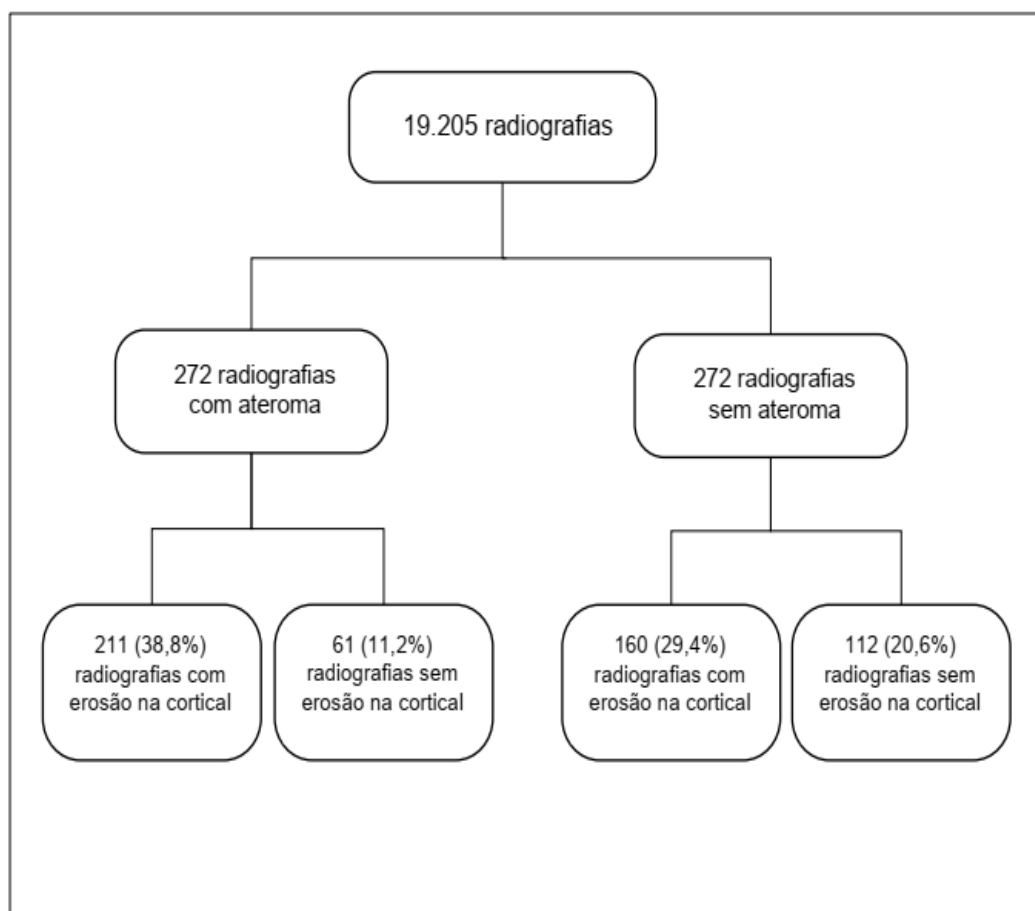 19.205 radiografias
272 radiografias
com ateroma
272 radiografias
sem ateroma
211 (38,8%)
radiografias com
erosão na cortical
61 (11,2%)
radiografias sem
erosão na cortical
160 (29,4%)
radiografias com
erosão na cortical
112 (20,6%)
radiografias sem
erosão na cortical